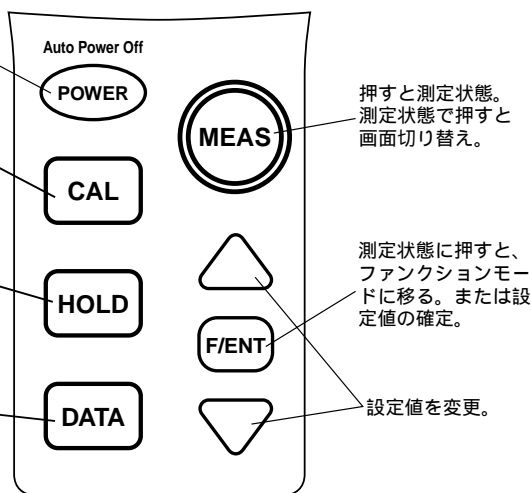 Auto Power Off
POWER
MEAS
押すと測定状態。
測定状態で押すと
画面切り替え。
CAL
測定状態に押すと、
ファンクションモー
ドに移る。または設
定値の確定。
HOLD
F/ENT
DATA
設定値を変更。